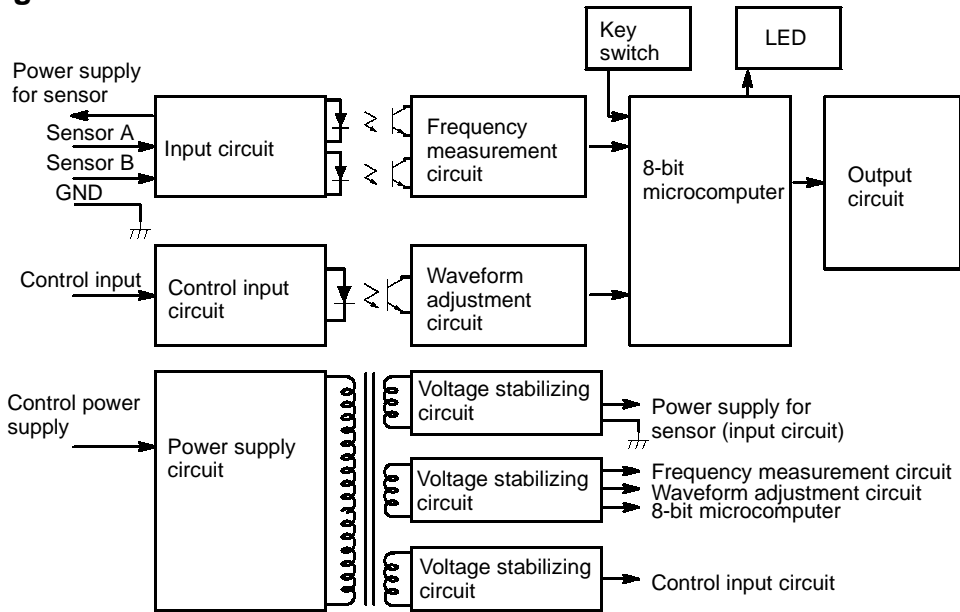 Key
switch
LED
Power supply
for sensor
Sensor A
Sensor B
GND
Input circuit
Frequency
measurement
circuit
8-bit
microcomputer
Output
circuit
Control input
Control input
circuit
Waveform
adjustment
circuit
Control power
supply
Power supply
circuit
Voltage stabilizing
circuit
Power supply for
sensor (input circuit)
Voltage stabilizing
circuit
Frequency measurement circuit
Waveform adjustment circuit
8-bit microcomputer
Voltage stabilizing
circuit
Control input circuit